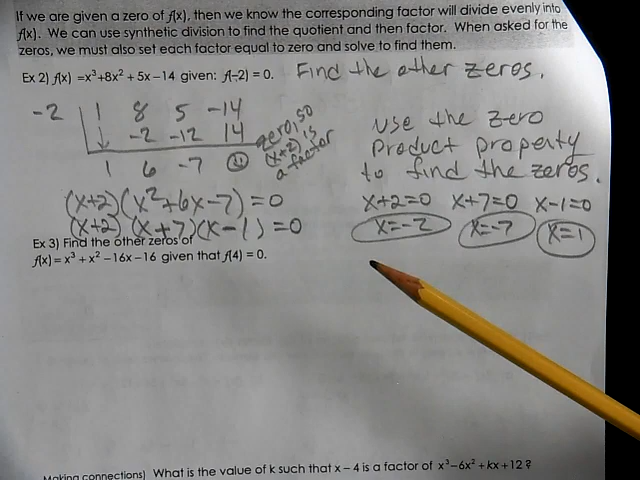 If we are given a zero of f(x), then we know the corresponding factor will divide evenly into
f(x). We can use synthetic division to find the quotient and then factor. When asked for the
zeros, we must also set each factor equal to zero and solve to find them.
Ex 2) f(x) =x³+8x² + 5x−14 given: f(−2) = 0. Find the other zeros.
-2 | 1 8 5 -14
↓ -2 -12 14
1 6 -7 0
zero, so
(x+2) is
a factor
(x+2)(x²+6x-7)=0
(x+2)(x+7)(x-1)=0
use the zero
product property
to find the zeros.
x+2=0 x+7=0 x-1=0
x=-2 x=-7 x=1
Ex 3) Find the other zeros of
f(x) = x³ + x² −16x −16 given that f(4) = 0.
Making connections) What is the value of k such that x − 4 is a factor of x³−6x² + kx +12 ?